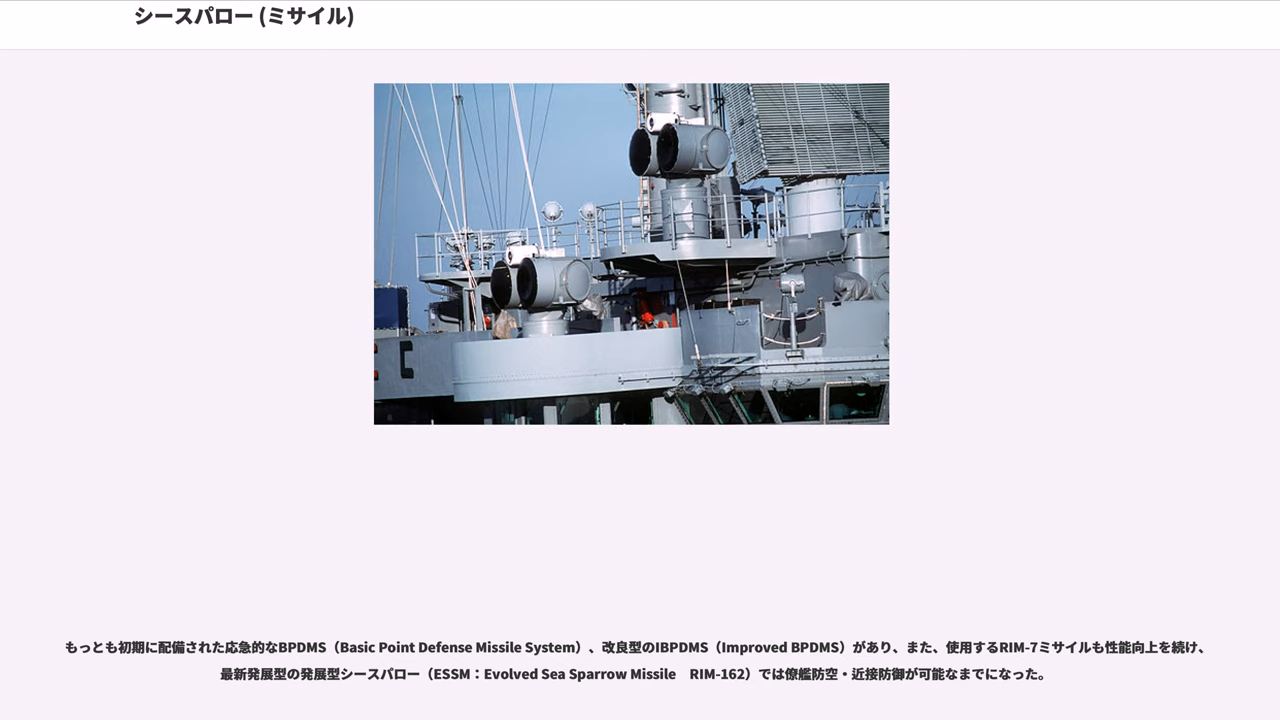 シースパロー (ミサイル)
もっとも初期に配備された応急的なBPDMS（Basic Point Defense Missile System）、改良型のIBPDMS（Improved BPDMS）があり、また、使用するRIM-7ミサイルも性能向上を続け、
最新発展型の発展型シースパロー（ESSM：Evolved Sea Sparrow Missile　RIM-162）では僚艦防空・近接防御が可能なまでになった。